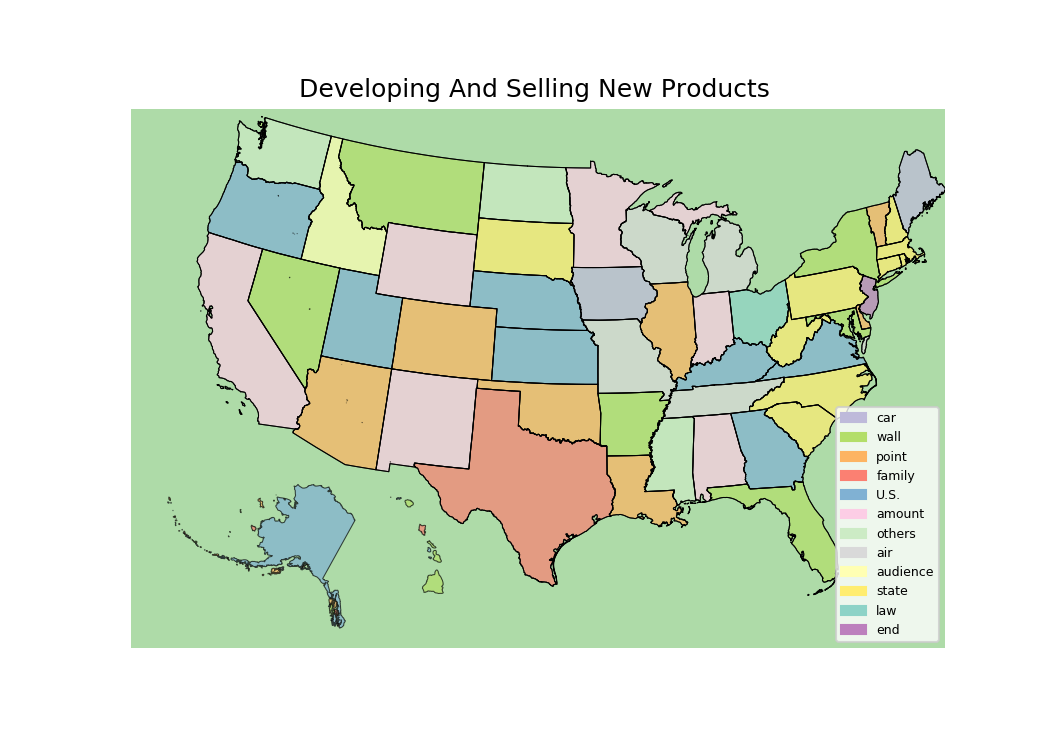 Developing And Selling New Products
car
wall
point
family
U.S.
amount
others
air
audience
state
law
end